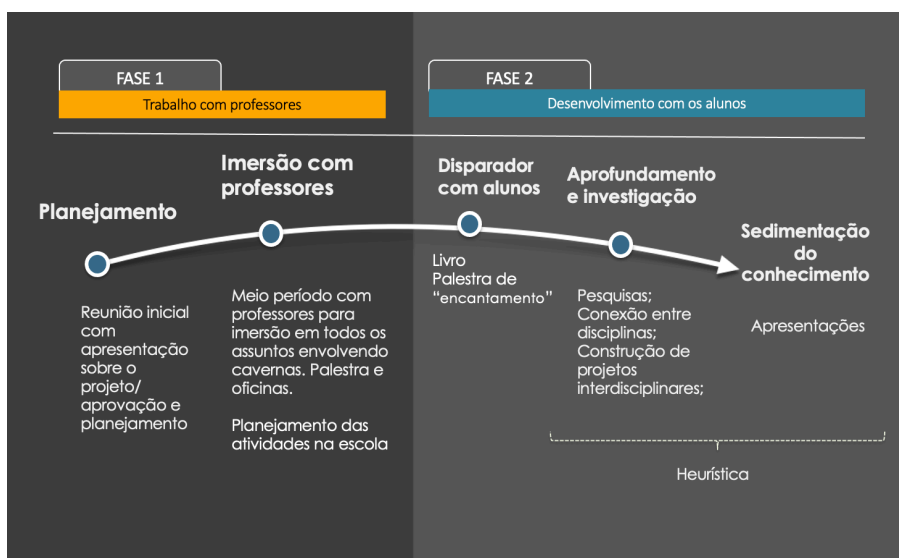 FASE 1
Trabalho com professores
FASE 2
Desenvolvimento com os alunos
Planejamento
Reunião inicial
com
apresentação
sobre o
projeto/
aprovação e
planejamento
Imersão com
professores
Meio período com
professores para
imersão em todos os
assuntos envolvendo
cavernas. Palestra e
oficinas.
Planejamento das
atividades na escola
Disparador
com alunos
Livro
Palestra de
“encantamento”
Aprofundamento
e investigação
Pesquisas;
Conexão entre
disciplinas;
Construção de
projetos
interdisciplinares;
Sedimentação
do
conhecimento
Apresentações
Heurística